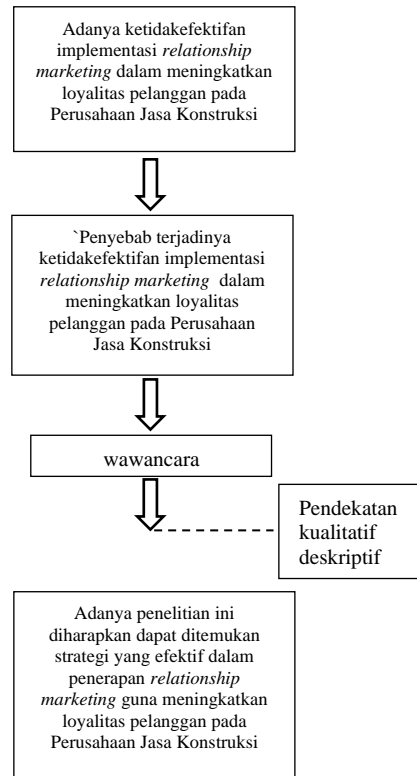 Adanya ketidakefektifan
implementasi relationship
marketing dalam meningkatkan
loyalitas pelanggan pada
Perusahaan Jasa Konstruksi
`Penyebab terjadinya
ketidakefektifan implementasi
relationship marketing dalam
meningkatkan loyalitas
pelanggan pada Perusahaan
Jasa Konstruksi
wawancara
Pendekatan
kualitatif
deskriptif
Adanya penelitian ini
diharapkan dapat ditemukan
strategi yang efektif dalam
penerapan relationship
marketing guna meningkatkan
loyalitas pelanggan pada
Perusahaan Jasa Konstruksi